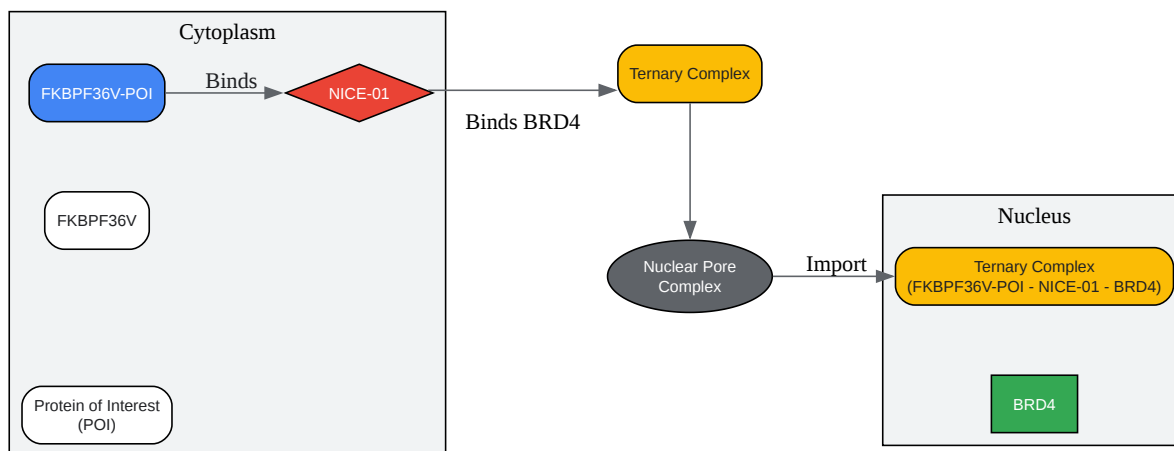 Cytoplasm
FKBPF36V-POI
Binds
NICE-01
Binds BRD4
Ternary Complex
FKBPF36V
Protein of Interest
(POI)
Nuclear Pore
Complex
Import
Nucleus
Ternary Complex
(FKBPF36V-POI - NICE-01 - BRD4)
BRD4